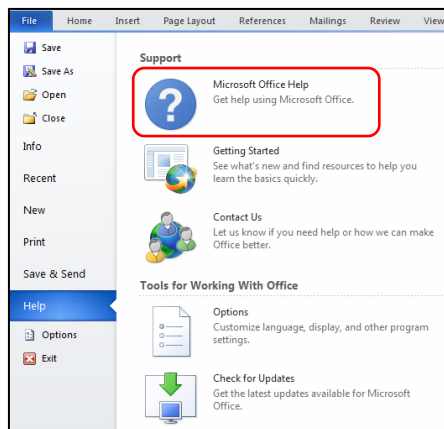 File Home Insert Page Layout References Mailings Review View
Save
Save As
Open
Close
Info
Recent
New
Print
Save & Send
Help
Options
Exit
Support
Microsoft Office Help
Get help using Microsoft Office.
Getting Started
See what's new and find resources to help you
learn the basics quickly.
Contact Us
Let us know if you need help or how we can make
Office better.
Tools for Working With Office
Options
Customize language, display, and other program
settings.
Check for Updates
Get the latest updates available for Microsoft
Office.